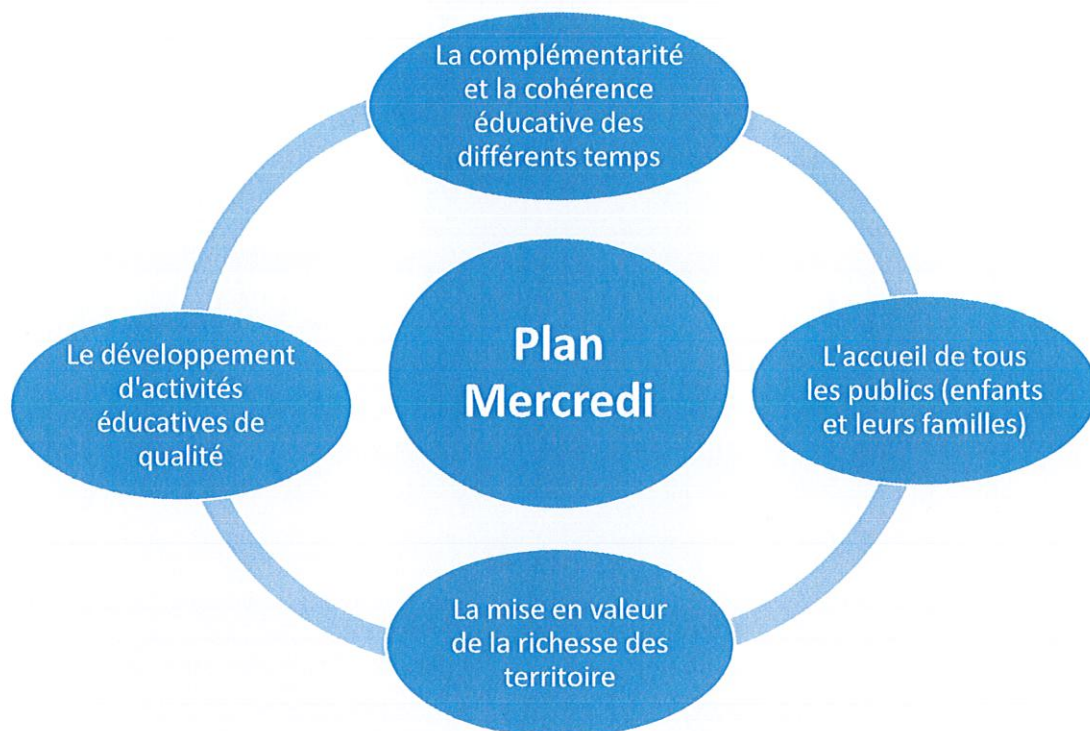 La complémentarité
et la cohérence
éducative des
différents temps
Plan
Mercredi
L'accueil de tous
les publics (enfants
et leurs familles)
La mise en valeur
de la richesse des
territoire
Le développement
d'activités
éducatives de
qualité